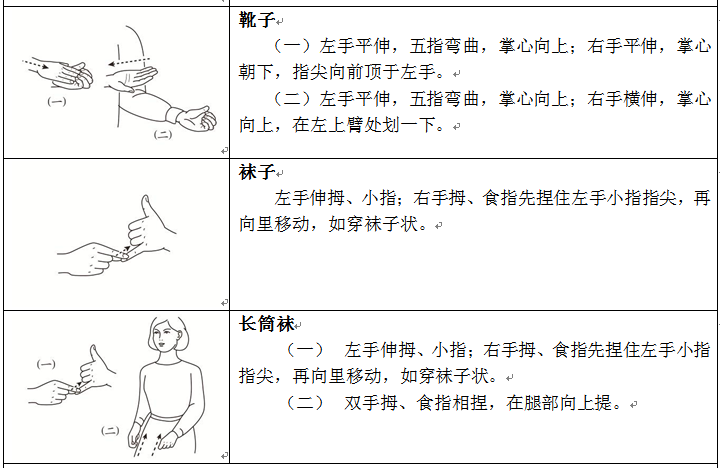 靴子
（一）左手平伸，五指弯曲，掌心向上；右手平伸，掌心
朝下，指尖向前顶于左手。
（二）左手平伸，五指弯曲，掌心向上；右手横伸，掌心
向上，在左上臂处划一下。
(一)
(二)
袜子
左手伸拇、小指；右手拇、食指先捏住左手小指指尖，再
向里移动，如穿袜子状。
长筒袜
（一） 左手伸拇、小指；右手拇、食指先捏住左手小指
指尖，再向里移动，如穿袜子状。
（二） 双手拇、食指相捏，在腿部向上提。
(一)
(二)